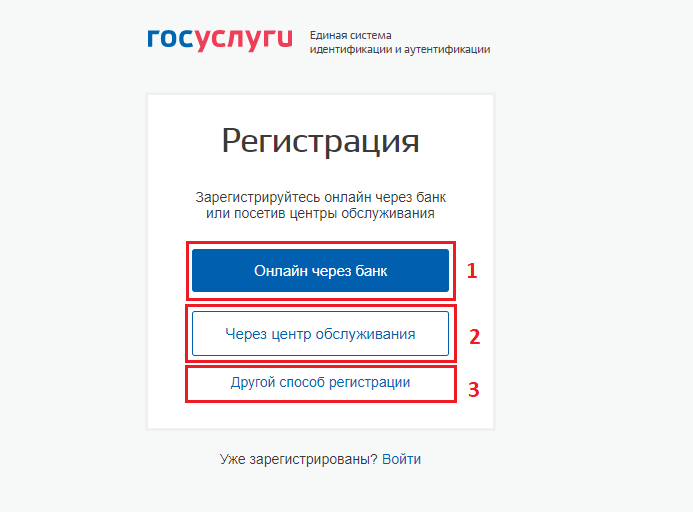 госуслуги
Единая система
идентификации и аутентификации
Регистрация
Зарегистрируйтесь онлайн через банк
или посетив центры обслуживания
Онлайн через банк
1
Через центр обслуживания
2
Другой способ регистрации
3
Уже зарегистрированы? Войти